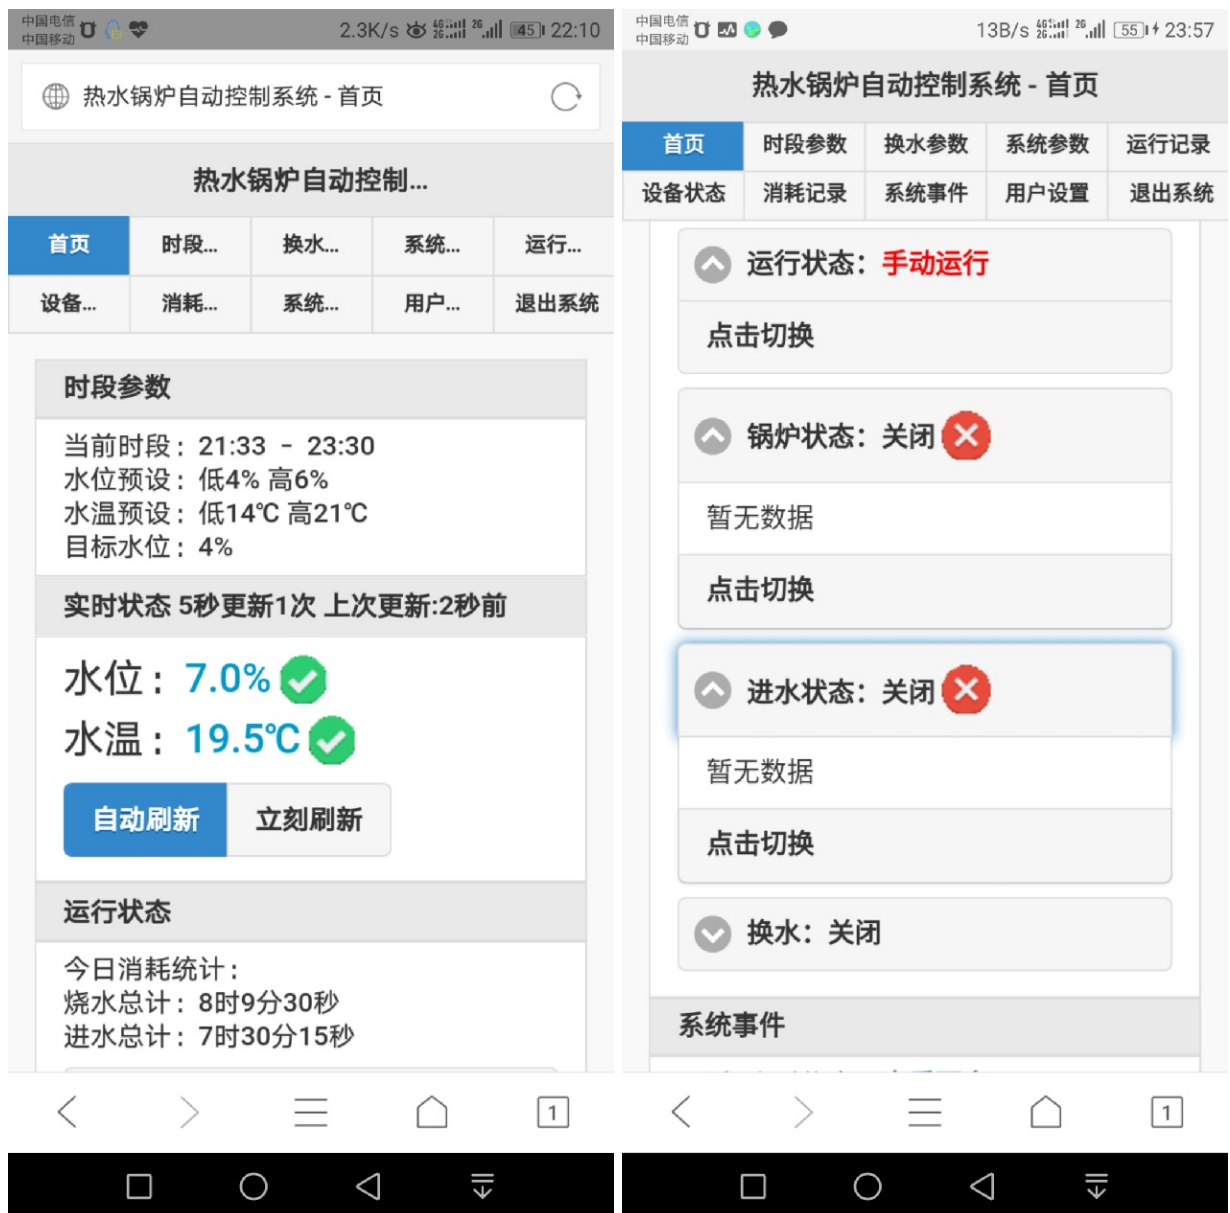 中国电信
中国移动
2.3K/s 4G 2G 2G 45 22:10
热水锅炉自动控制系统 - 首页
热水锅炉自动控制...
首页 时段... 换水... 系统... 运行...
设备... 消耗... 系统... 用户... 退出系统
时段参数
当前时段: 21:33 - 23:30
水位预设: 低4% 高6%
水温预设: 低14℃ 高21℃
目标水位: 4%
实时状态 5秒更新1次 上次更新:2秒前
水位: 7.0%
水温: 19.5℃
自动刷新 立刻刷新
运行状态
今日消耗统计:
烧水总计: 8时9分30秒
进水总计: 7时30分15秒
1
中国电信
中国移动
13B/s 4G 2G 2G 55 23:57
热水锅炉自动控制系统 - 首页
首页 时段参数 换水参数 系统参数 运行记录
设备状态 消耗记录 系统事件 用户设置 退出系统
运行状态: 手动运行
点击切换
锅炉状态: 关闭
暂无数据
点击切换
进水状态: 关闭
暂无数据
点击切换
换水: 关闭
系统事件
1